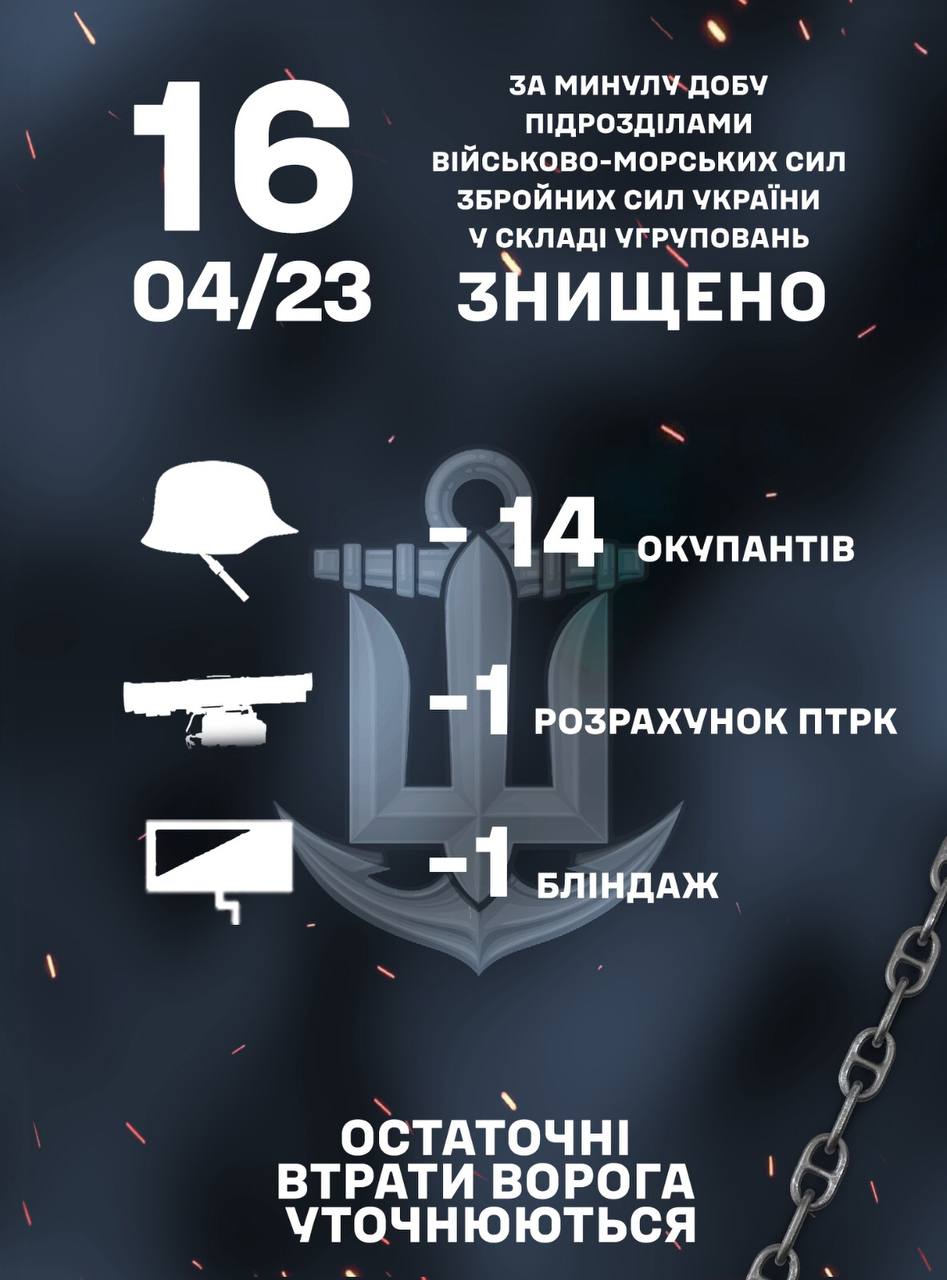 16
04/23
ЗА МИНУЛУ ДОБУ
ПІДРОЗДІЛАМИ
ВІЙСЬКОВО-МОРСЬКИХ СИЛ
ЗБРОЙНИХ СИЛ УКРАЇНИ
У СКЛАДІ УГРУПОВАНЬ
ЗНИЩЕНО
- 14 ОКУПАНТІВ
-1 РОЗРАХУНОК ПТРК
-1 БЛІНДАЖ
ОСТАТОЧНІ
ВТРАТИ ВОРОГА
УТОЧНЮЮТЬСЯ